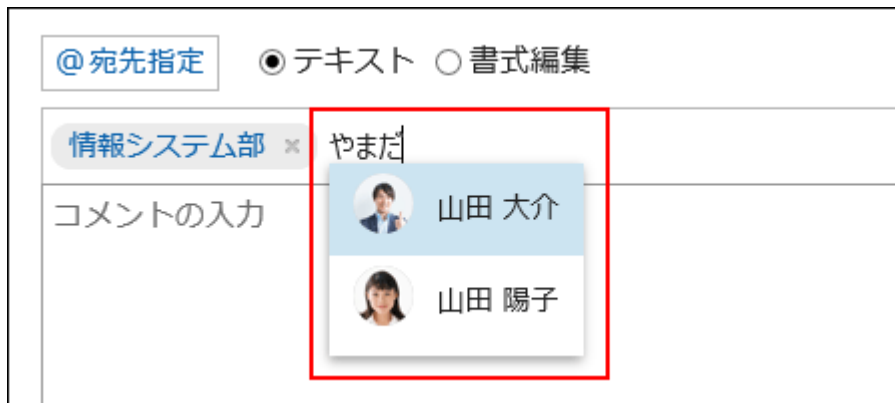 @宛先指定 テキスト 書式編集
情報システム部 × やまだ
山田 大介
コメントの入力
山田 陽子